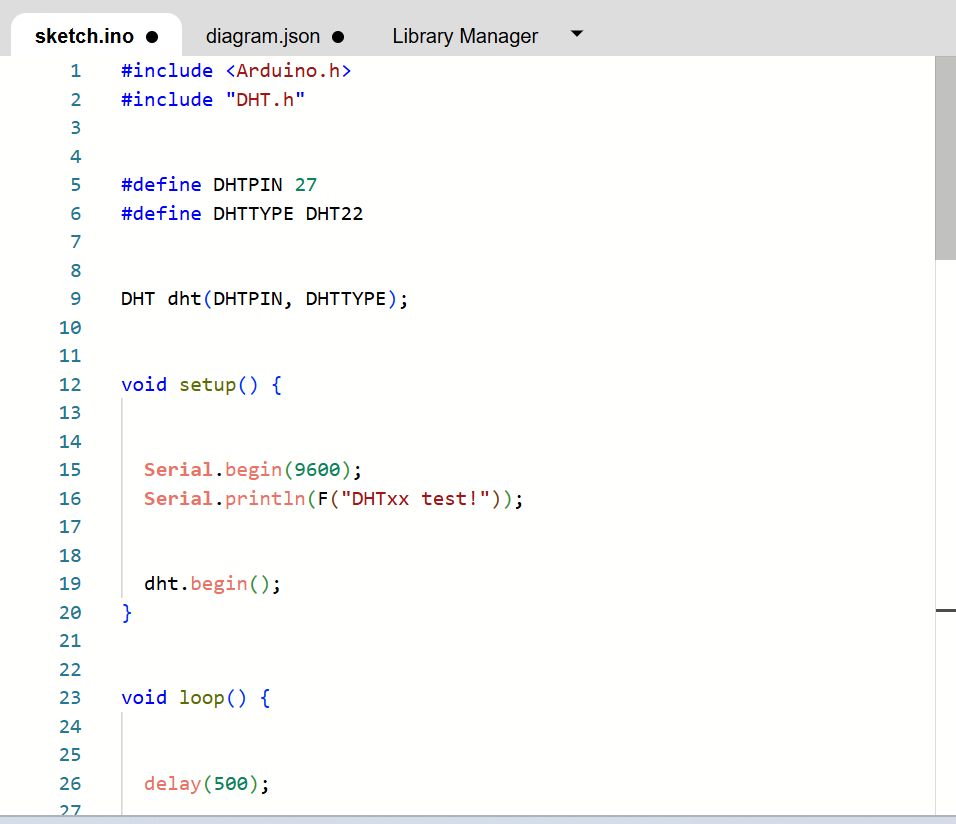 sketch.ino ● diagram.json ● Library Manager
1 #include <Arduino.h>
2 #include "DHT.h"
3
4
5 #define DHTPIN 27
6 #define DHTTYPE DHT22
7
8
9 DHT dht(DHTPIN, DHTTYPE);
10
11
12 void setup() {
13
14
15 Serial.begin(9600);
16 Serial.println(F("DHTxx test!"));
17
18
19 dht.begin();
20 }
21
22
23 void loop() {
24
25
26 delay(500);
27